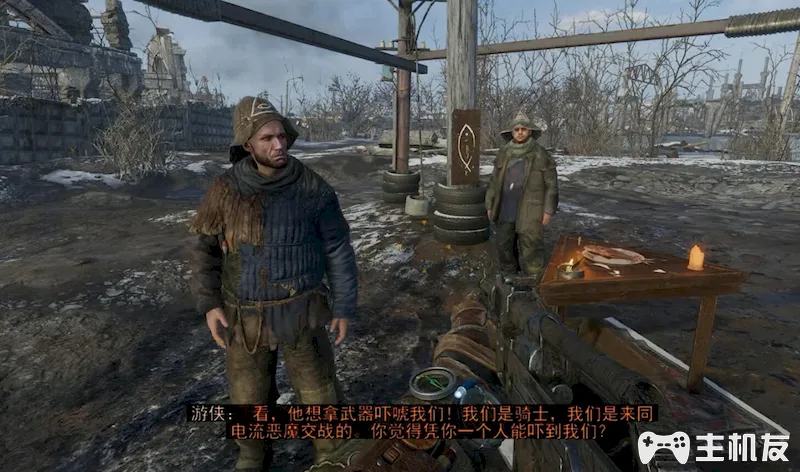 游侠： 看，他想拿武器吓唬我们！我们是骑士，我们是来同
电流恶魔交战的。你觉得凭你一个人能吓到我们？
主机友